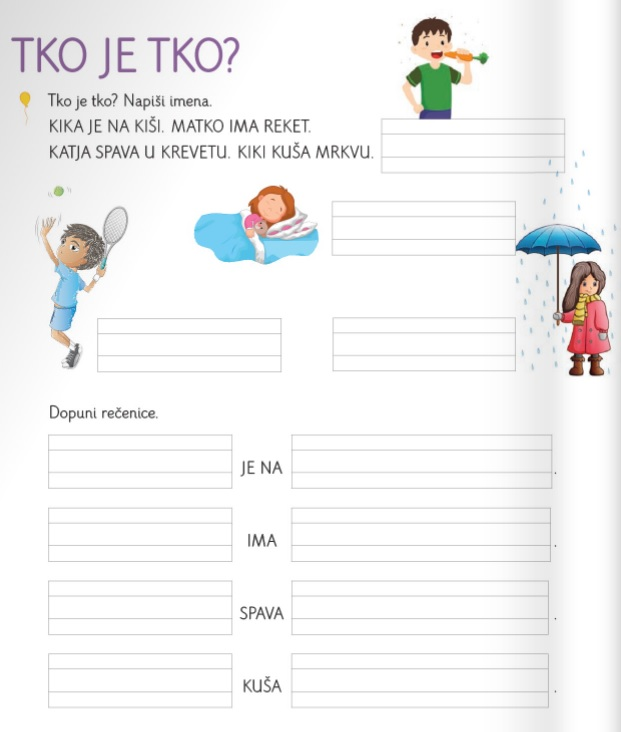 TKO JE TKO?
Tko je tko? Napiši imena.
KIKA JE NA KIŠI. MATKO IMA REKET.
KATJA SPAVA U KREVETU. KIKI KUŠA MRKVU.
Dopuni rečenice.
JE NA .
IMA .
SPAVA .
KUŠA .